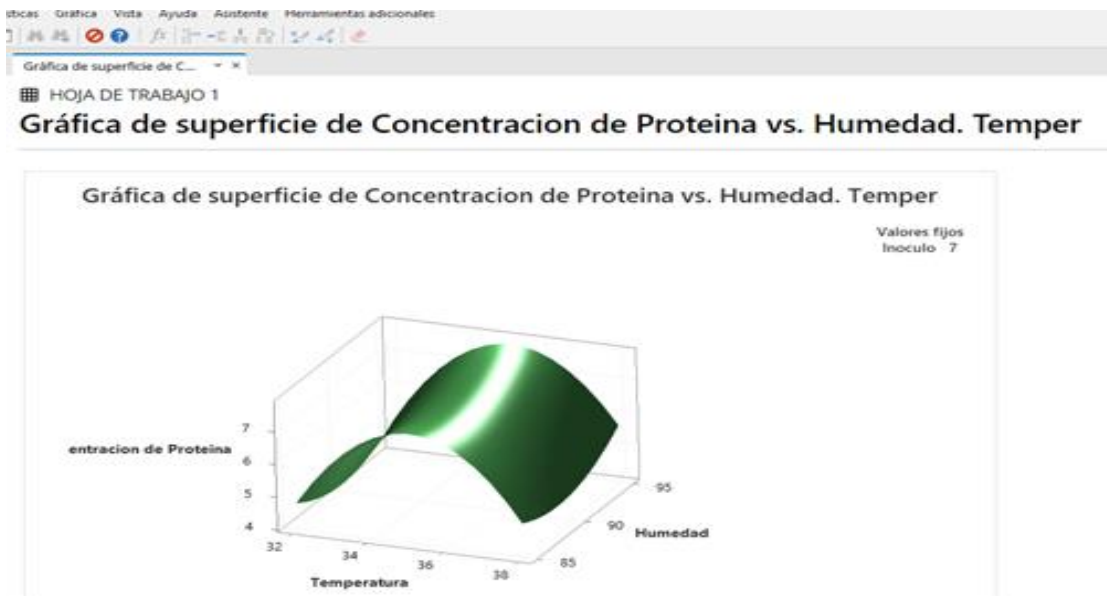 sticas Gráfica Vista Ayuda Asistente Herramientas adicionales
Gráfica de superficie de C...
HOJA DE TRABAJO 1
Gráfica de superficie de Concentracion de Proteina vs. Humedad. Temper
Gráfica de superficie de Concentracion de Proteina vs. Humedad. Temper
Valores fijos
Inoculo 7
7
entracion de Proteina
6
5
4
32
34
36
38
Temperatura
95
90
85
Humedad